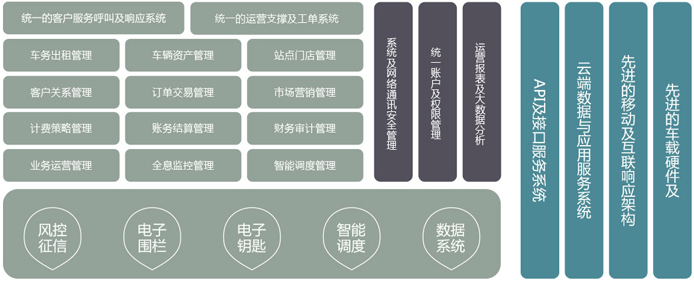 统一的客户服务呼叫及响应系统
统一的运营支撑及工单系统
车务出租管理
车辆资产管理
站点门店管理
客户关系管理
订单交易管理
市场营销管理
计费策略管理
账务结算管理
财务审计管理
业务运营管理
全息监控管理
智能调度管理
系统及网络通讯安全管理
统一账户及权限管理
运营报表及大数据分析
风控
征信
电子
围栏
电子
钥匙
智能
调度
数据
系统
API及接口服务系统
云端数据与应用服务系统
先进的移动及互联响应架构
先进的车载硬件及